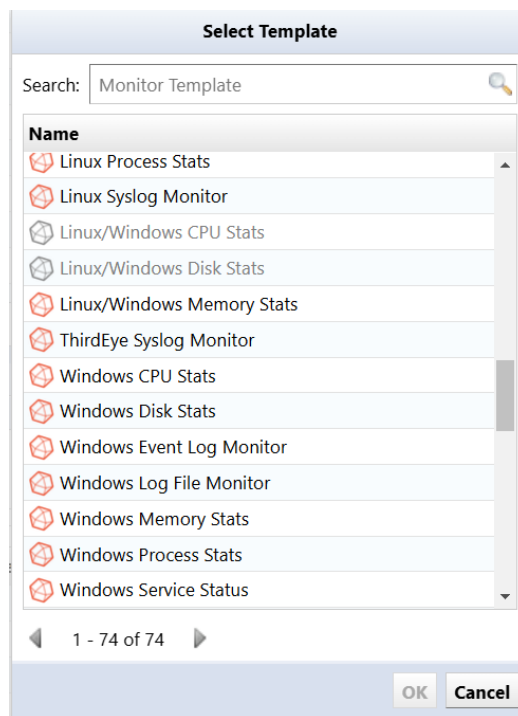 Select Template
Search: Monitor Template
Name
Linux Process Stats
Linux Syslog Monitor
Linux/Windows CPU Stats
Linux/Windows Disk Stats
Linux/Windows Memory Stats
ThirdEye Syslog Monitor
Windows CPU Stats
Windows Disk Stats
Windows Event Log Monitor
Windows Log File Monitor
Windows Memory Stats
Windows Process Stats
Windows Service Status
1 - 74 of 74
OK Cancel